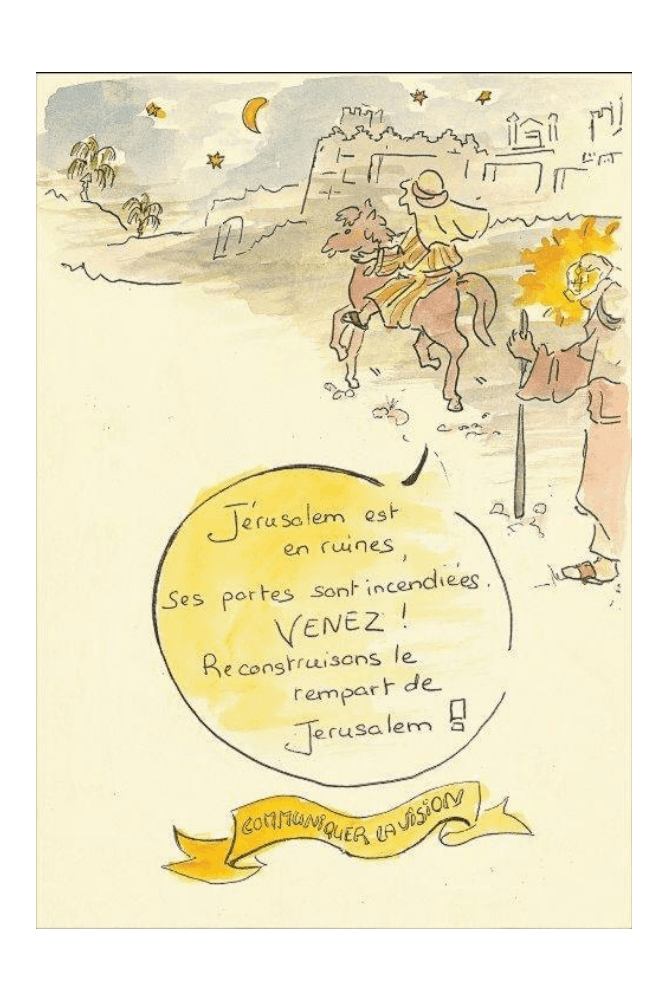 Jérusalem est
en ruines,
Ses portes sont incendiées.
VENEZ !
Reconstruisons le
rempart de
Jerusalem !
COMMUNIQUER LA VISION